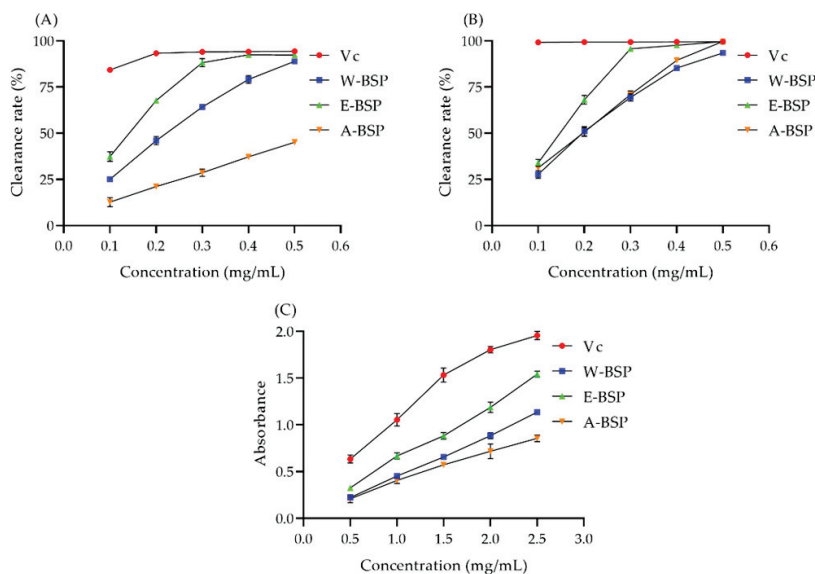 (A)
Clearance rate (%)
100
75
50
25
0
0.0 0.1 0.2 0.3 0.4 0.5 0.6
Concentration (mg/mL)
Vc
W-BSP
E-BSP
A-BSP
(B)
Clearance rate (%)
100
75
50
25
0
0.0 0.1 0.2 0.3 0.4 0.5 0.6
Concentration (mg/mL)
Vc
W-BSP
E-BSP
A-BSP
(C)
Absorbance
2.0
1.5
1.0
0.5
0.0
0.0 0.5 1.0 1.5 2.0 2.5 3.0
Concentration (mg/mL)
Vc
W-BSP
E-BSP
A-BSP